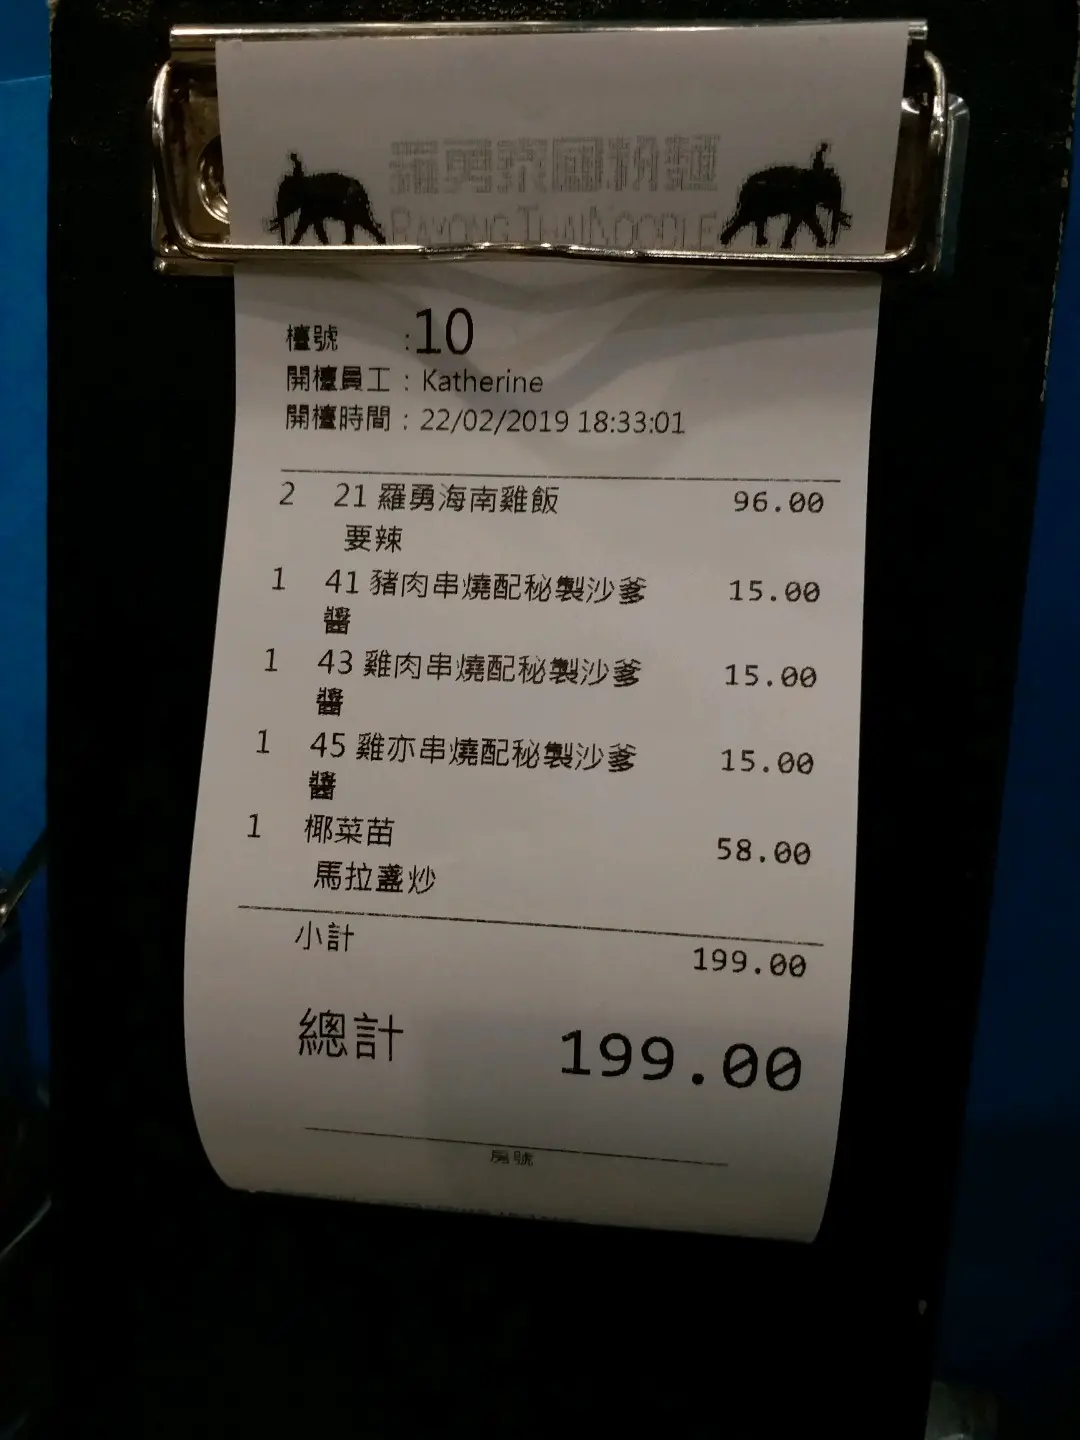 羅勇泰國粉麵
RAYONG THAI NOODLE
檯號 :10
開檯員工 : Katherine
開檯時間 : 22/02/2019 18:33:01
2 21 羅勇海南雞飯 96.00
要辣
1 41 豬肉串燒配秘製沙爹 15.00
醬
1 43 雞肉串燒配秘製沙爹 15.00
醬
1 45 雞亦串燒配秘製沙爹 15.00
醬
1 椰菜苗 58.00
馬拉盞炒
小計 199.00
總計 199.00
房號